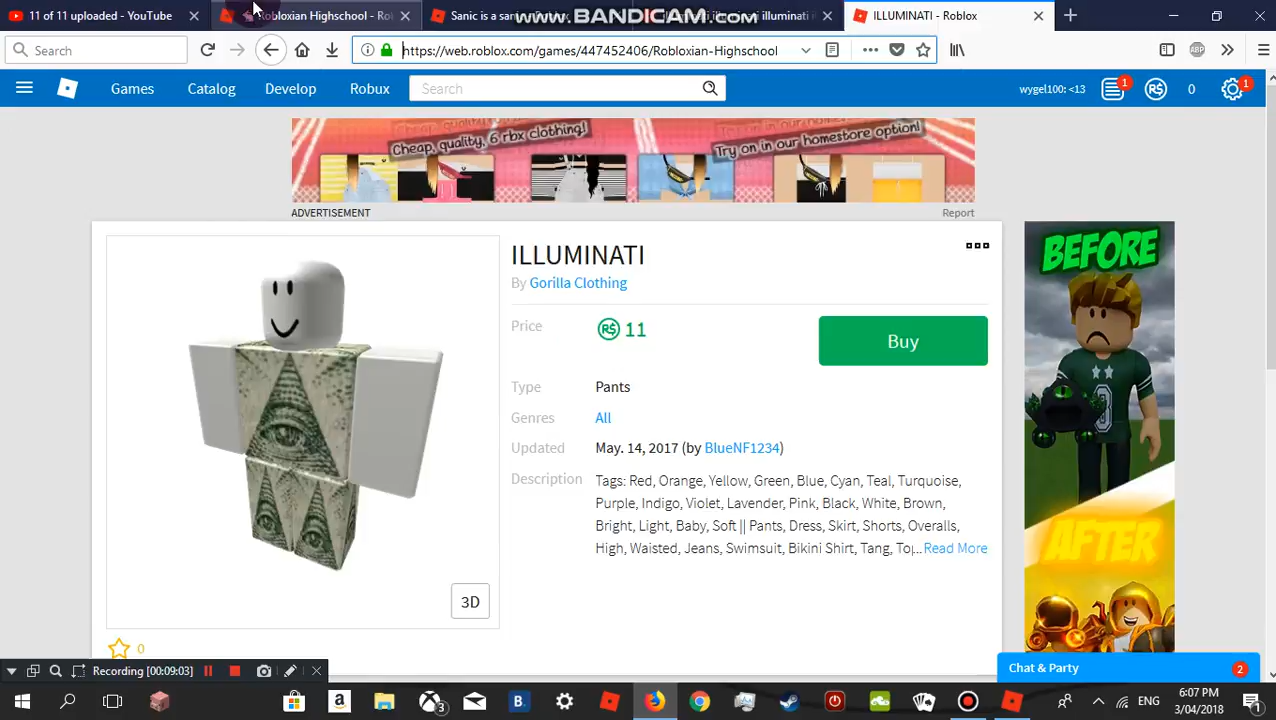 11 of 11 uploaded - YouTube
Robloxian Highschool - Ro
Sanic is a san
illuminati illuminati i
ILLUMINATI - Roblox
WWW.BANDICAM.COM
Search
https://web.roblox.com/games/447452406/Robloxian-Highschool
ABP
Games
Catalog
Develop
Robux
Search
wygel100: <13
1
R$
0
1
Cheap, quality, 6 rbx clothing!
Try on in our homestore option!
ADVERTISEMENT
Report
ILLUMINATI
By Gorilla Clothing
Price
R$ 11
Buy
Type
Pants
Genres
All
Updated
May. 14, 2017 (by BlueNF1234)
Description
Tags: Red, Orange, Yellow, Green, Blue, Cyan, Teal, Turquoise,
Purple, Indigo, Violet, Lavender, Pink, Black, White, Brown,
Bright, Light, Baby, Soft || Pants, Dress, Skirt, Shorts, Overalls,
High, Waisted, Jeans, Swimsuit, Bikini Shirt, Tang, To
... Read More
3D
0
BEFORE
AFTER
Chat & Party
2
Recording [00:09:03]
3
B.
ENG
6:07 PM
3/04/2018
1